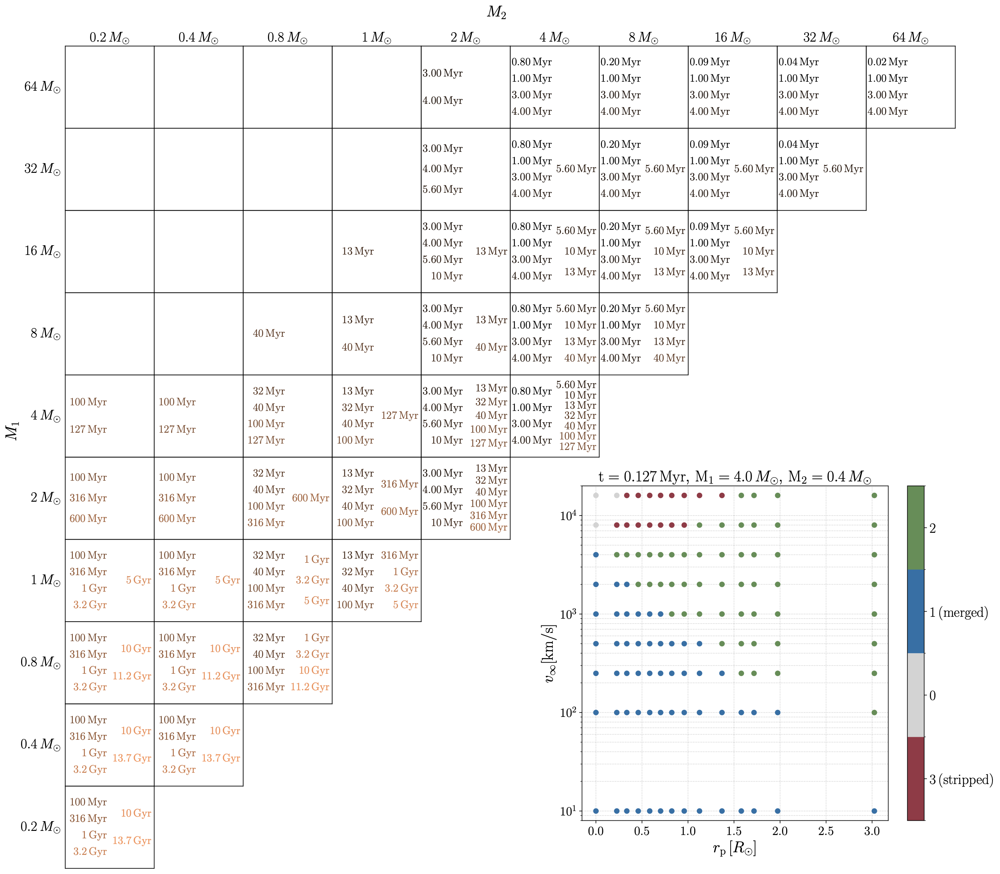 M₂
0.2 M⊙ 0.4 M⊙ 0.8 M⊙ 1 M⊙ 2 M⊙ 4 M⊙ 8 M⊙ 16 M⊙ 32 M⊙ 64 M⊙
M₁
64 M⊙
3.00 Myr
4.00 Myr
0.80 Myr
1.00 Myr
3.00 Myr
4.00 Myr
0.20 Myr
1.00 Myr
3.00 Myr
4.00 Myr
0.09 Myr
1.00 Myr
3.00 Myr
4.00 Myr
0.04 Myr
1.00 Myr
3.00 Myr
4.00 Myr
0.02 Myr
1.00 Myr
3.00 Myr
4.00 Myr
32 M⊙
3.00 Myr
4.00 Myr
5.60 Myr
0.80 Myr
1.00 Myr
3.00 Myr
4.00 Myr
5.60 Myr
0.20 Myr
1.00 Myr
3.00 Myr
4.00 Myr
5.60 Myr
0.09 Myr
1.00 Myr
3.00 Myr
4.00 Myr
5.60 Myr
0.04 Myr
1.00 Myr
3.00 Myr
4.00 Myr
5.60 Myr
16 M⊙
13 Myr
3.00 Myr
4.00 Myr
5.60 Myr
10 Myr
13 Myr
0.80 Myr
1.00 Myr
3.00 Myr
4.00 Myr
5.60 Myr
10 Myr
13 Myr
0.20 Myr
1.00 Myr
3.00 Myr
4.00 Myr
5.60 Myr
10 Myr
13 Myr
0.09 Myr
1.00 Myr
3.00 Myr
4.00 Myr
5.60 Myr
10 Myr
13 Myr
8 M⊙
40 Myr
13 Myr
40 Myr
3.00 Myr
4.00 Myr
5.60 Myr
10 Myr
13 Myr
40 Myr
0.80 Myr
1.00 Myr
3.00 Myr
4.00 Myr
5.60 Myr
10 Myr
13 Myr
40 Myr
0.20 Myr
1.00 Myr
3.00 Myr
4.00 Myr
5.60 Myr
10 Myr
13 Myr
40 Myr
4 M⊙
100 Myr
127 Myr
100 Myr
127 Myr
32 Myr
40 Myr
100 Myr
127 Myr
13 Myr
32 Myr
40 Myr
100 Myr
127 Myr
3.00 Myr
4.00 Myr
5.60 Myr
10 Myr
13 Myr
32 Myr
40 Myr
100 Myr
127 Myr
0.80 Myr
1.00 Myr
3.00 Myr
4.00 Myr
5.60 Myr
10 Myr
13 Myr
32 Myr
40 Myr
100 Myr
127 Myr
2 M⊙
100 Myr
316 Myr
600 Myr
100 Myr
316 Myr
600 Myr
32 Myr
40 Myr
100 Myr
316 Myr
600 Myr
13 Myr
32 Myr
40 Myr
100 Myr
316 Myr
600 Myr
3.00 Myr
4.00 Myr
5.60 Myr
10 Myr
13 Myr
32 Myr
40 Myr
100 Myr
316 Myr
600 Myr
1 M⊙
100 Myr
316 Myr
1 Gyr
3.2 Gyr
5 Gyr
100 Myr
316 Myr
1 Gyr
3.2 Gyr
5 Gyr
32 Myr
40 Myr
100 Myr
316 Myr
1 Gyr
3.2 Gyr
5 Gyr
13 Myr
32 Myr
40 Myr
100 Myr
316 Myr
1 Gyr
3.2 Gyr
5 Gyr
0.8 M⊙
100 Myr
316 Myr
1 Gyr
3.2 Gyr
10 Gyr
11.2 Gyr
100 Myr
316 Myr
1 Gyr
3.2 Gyr
10 Gyr
11.2 Gyr
32 Myr
40 Myr
100 Myr
316 Myr
1 Gyr
3.2 Gyr
10 Gyr
11.2 Gyr
0.4 M⊙
100 Myr
316 Myr
1 Gyr
3.2 Gyr
10 Gyr
13.7 Gyr
100 Myr
316 Myr
1 Gyr
3.2 Gyr
10 Gyr
13.7 Gyr
0.2 M⊙
100 Myr
316 Myr
1 Gyr
3.2 Gyr
10 Gyr
13.7 Gyr
t = 0.127 Myr, M₁ = 4.0 M⊙, M₂ = 0.4 M⊙
v∞[km/s]
10⁴
10³
10²
10¹
0.0 0.5 1.0 1.5 2.0 2.5 3.0
rₚ [R⊙]
2
1 (merged)
0
3 (stripped)